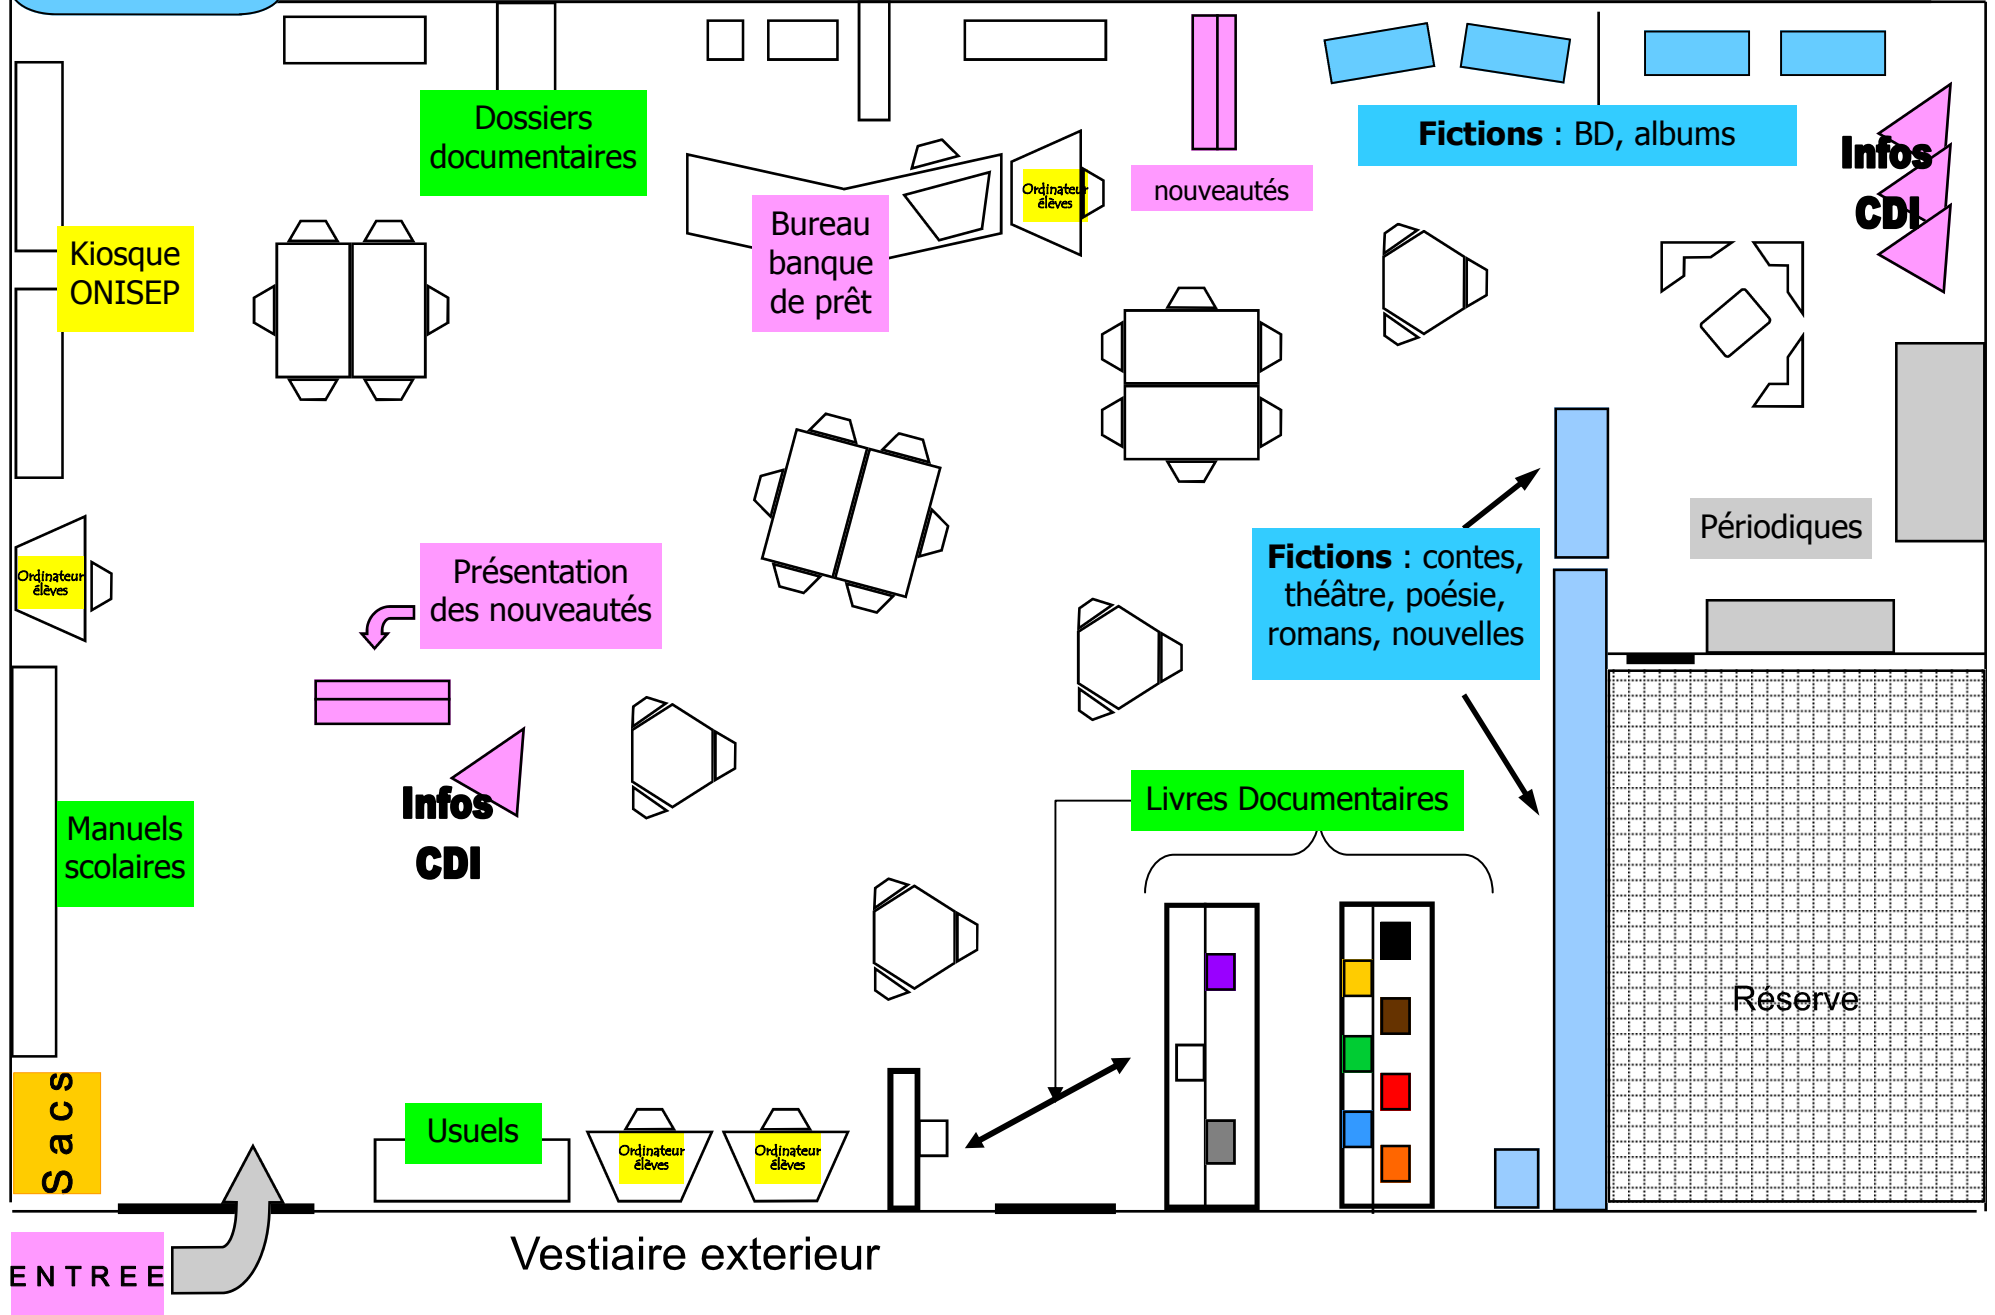 Dossiers
documentaires
Fictions : BD, albums
Infos
CDI
Ordinateur
élèves
nouveautés
Bureau
banque
de prêt
Kiosque
ONISEP
Périodiques
Fictions : contes,
théâtre, poésie,
romans, nouvelles
Ordinateur
élèves
Présentation
des nouveautés
Infos
CDI
Livres Documentaires
Manuels
scolaires
Réserve
Sacs
Usuels
Ordinateur
élèves
Ordinateur
élèves
Vestiaire exterieur
ENTREE